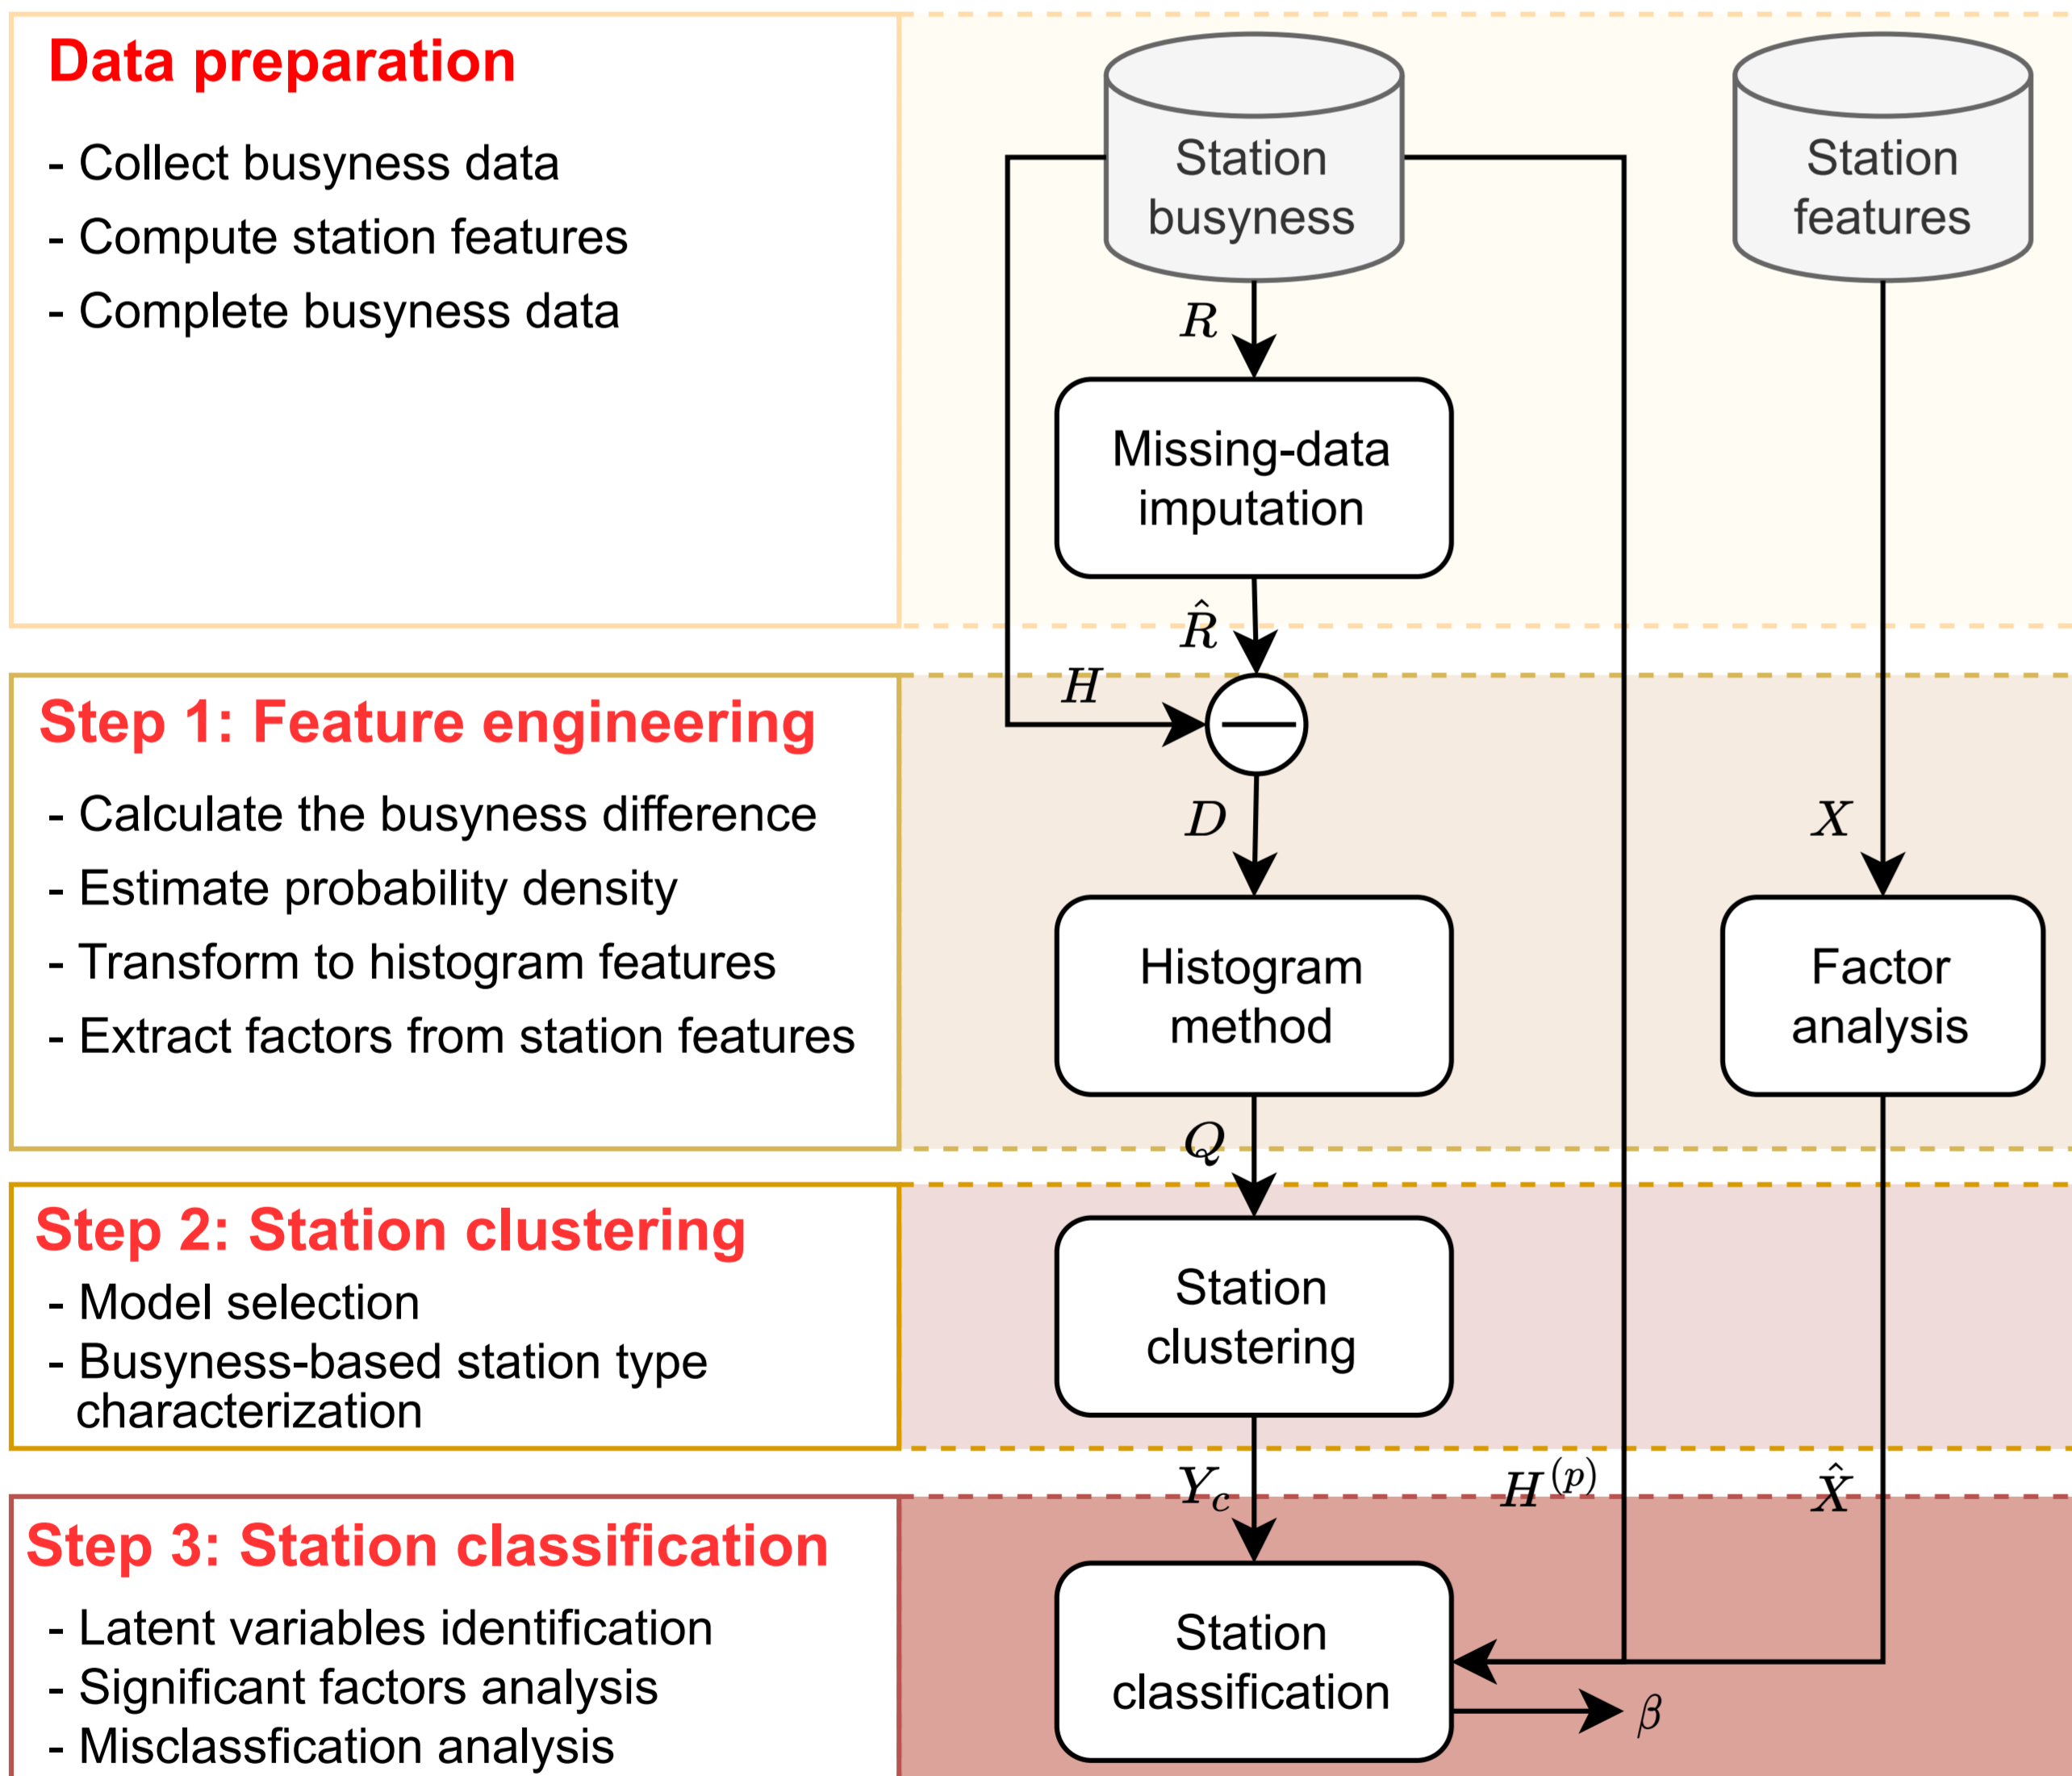 Data preparation
- Collect busyness data
- Compute station features
- Complete busyness data
Station
busyness
Station
features
R
Missing-data
imputation
R̂
Step 1: Feature engineering
- Calculate the busyness difference
- Estimate probability density
- Transform to histogram features
- Extract factors from station features
H
D
X
Histogram
method
Factor
analysis
Q
Step 2: Station clustering
- Model selection
- Busyness-based station type
characterization
Station
clustering
Y_c
H^(p)
X̂
Step 3: Station classification
- Latent variables identification
- Significant factors analysis
- Misclassfication analysis
Station
classification
β